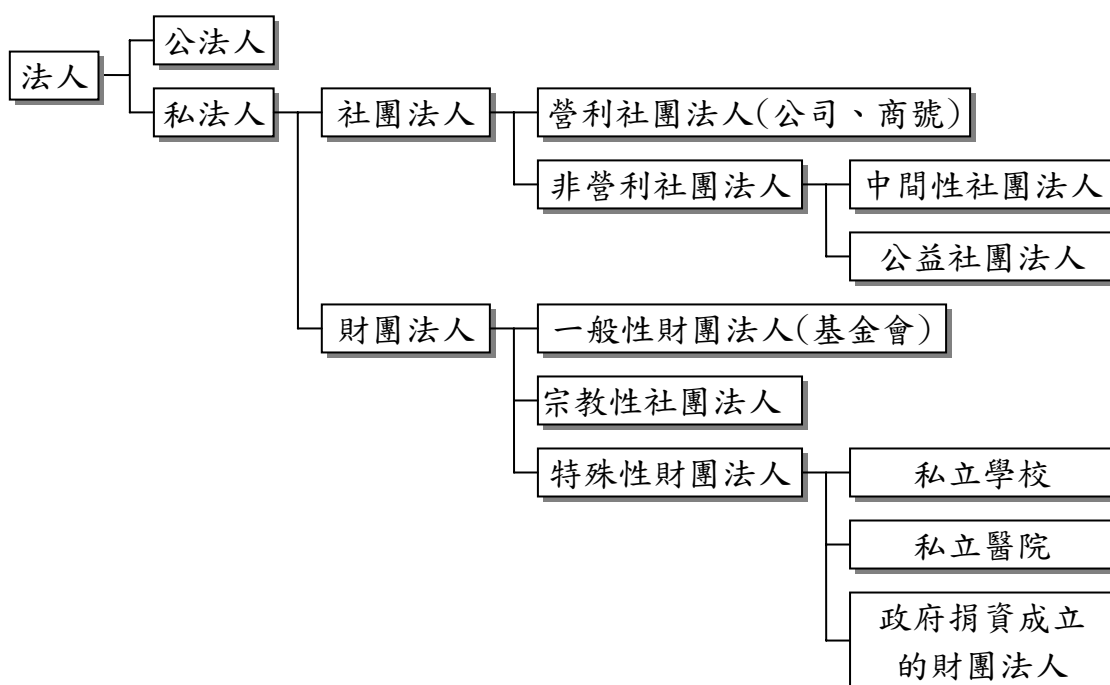 法人
公法人
私法人
社團法人
營利社團法人(公司、商號)
非營利社團法人
中間性社團法人
公益社團法人
財團法人
一般性財團法人(基金會)
宗教性社團法人
特殊性財團法人
私立學校
私立醫院
政府捐資成立
的財團法人